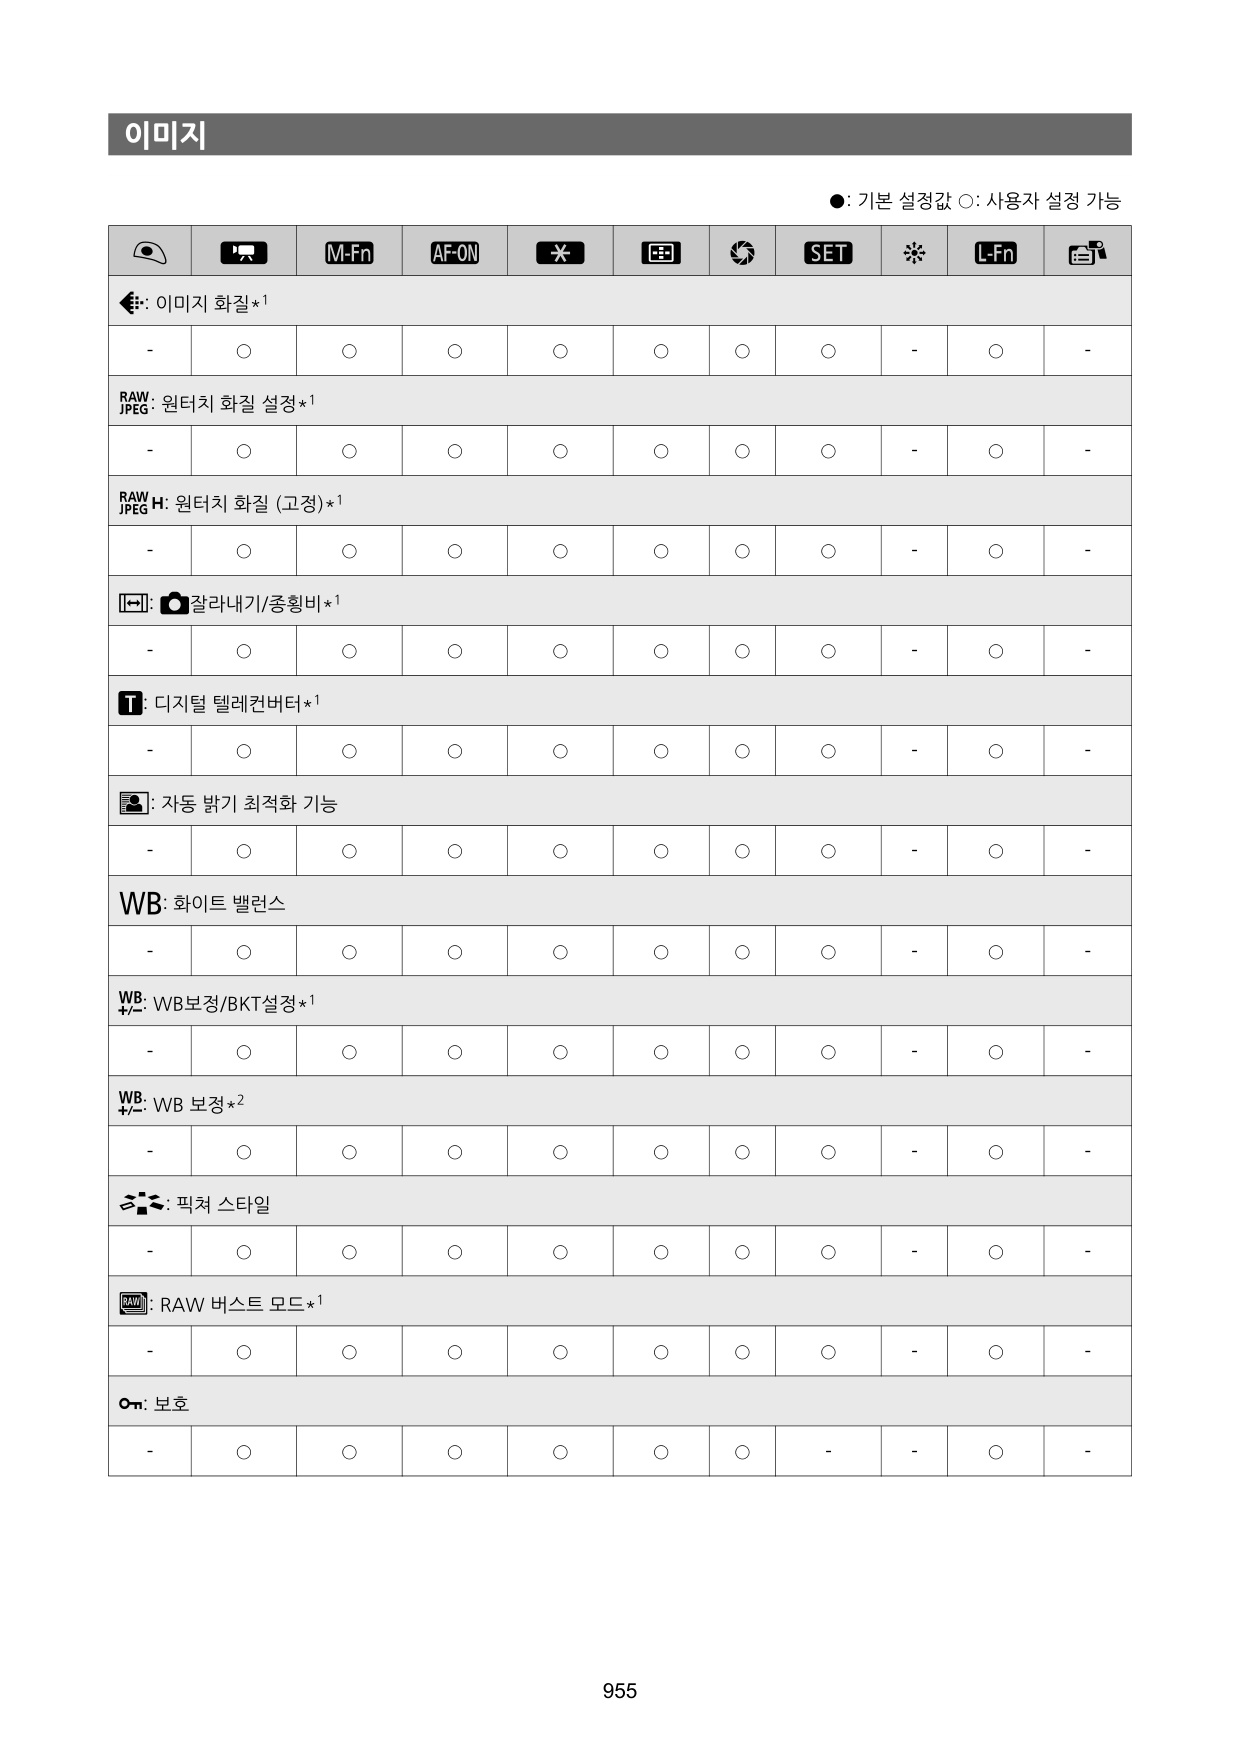 이미지
●: 기본 설정값 ○: 사용자 설정 가능
M-Fn AF-ON SET L-Fn
: 이미지 화질*1
- ○ ○ ○ ○ ○ ○ ○ - ○ -
RAW JPEG: 원터치 화질 설정*1
- ○ ○ ○ ○ ○ ○ ○ - ○ -
RAW JPEG H: 원터치 화질 (고정)*1
- ○ ○ ○ ○ ○ ○ ○ - ○ -
: 잘라내기/종횡비*1
- ○ ○ ○ ○ ○ ○ ○ - ○ -
T: 디지털 텔레컨버터*1
- ○ ○ ○ ○ ○ ○ ○ - ○ -
: 자동 밝기 최적화 기능
- ○ ○ ○ ○ ○ ○ ○ - ○ -
WB: 화이트 밸런스
- ○ ○ ○ ○ ○ ○ ○ - ○ -
WB +/-: WB보정/BKT설정*1
- ○ ○ ○ ○ ○ ○ ○ - ○ -
WB +/-: WB 보정*2
- ○ ○ ○ ○ ○ ○ ○ - ○ -
: 픽쳐 스타일
- ○ ○ ○ ○ ○ ○ ○ - ○ -
RAW: RAW 버스트 모드*1
- ○ ○ ○ ○ ○ ○ ○ - ○ -
: 보호
- ○ ○ ○ ○ ○ ○ - - ○ -
955